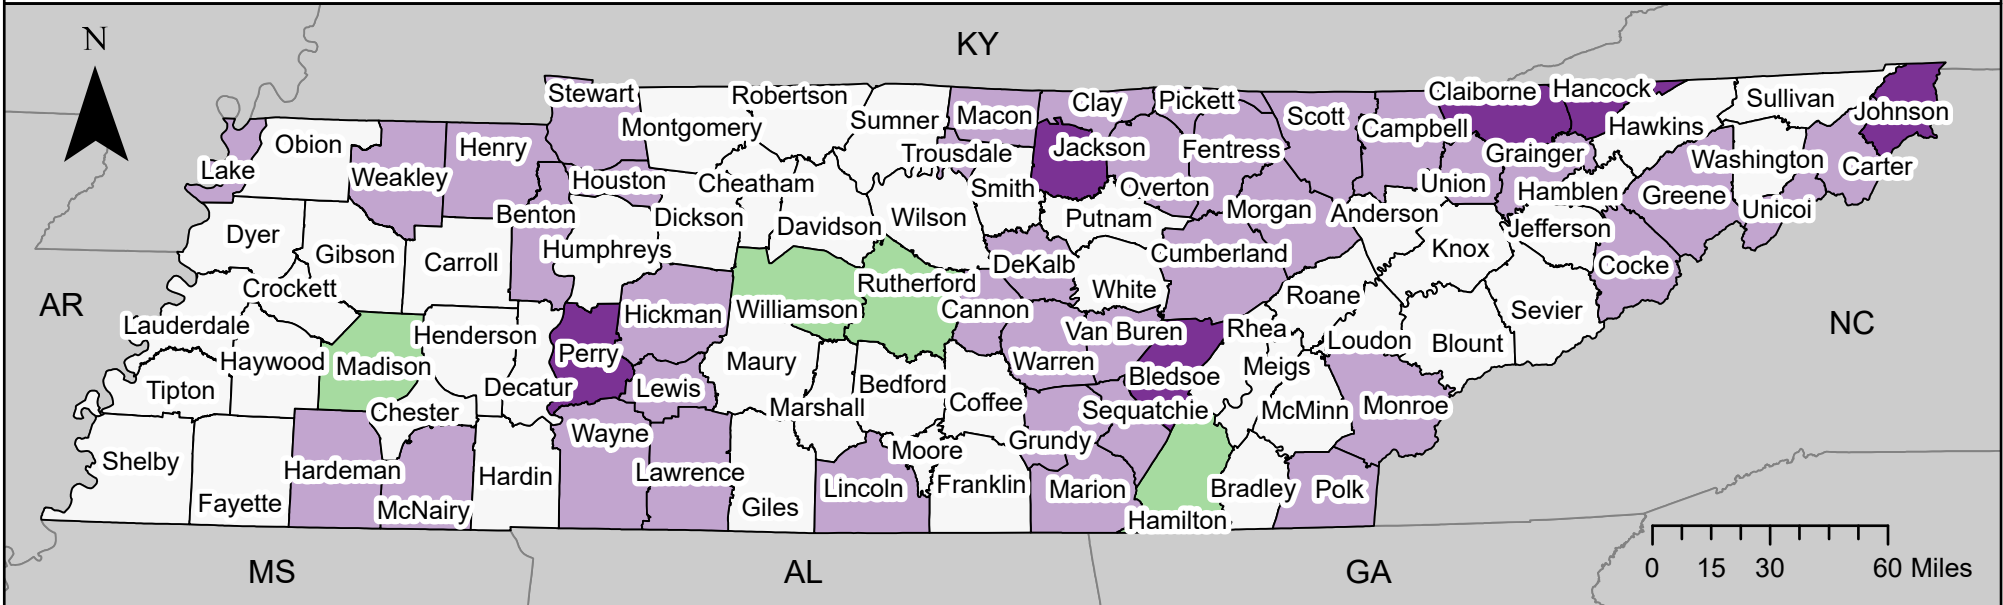 N
KY
Stewart
Robertson
Montgomery
Sumner
Macon
Clay
Pickett
Scott
Campbell
Claiborne
Hancock
Sullivan
Johnson
Hawkins
Obion
Henry
Lake
Weakley
Houston
Cheatham
Trousdale
Smith
Jackson
Fentress
Overton
Grainger
Union
Hamblen
Washington
Carter
Greene
Unicoi
Benton
Dickson
Davidson
Wilson
Putnam
Morgan
Anderson
Jefferson
Dyer
Gibson
Carroll
Humphreys
Knox
DeKalb
Cumberland
Cocke
Crockett
Rutherford
White
Roane
AR
Lauderdale
Henderson
Hickman
Williamson
Cannon
Van Buren
Rhea
Sevier
NC
Haywood
Madison
Perry
Maury
Warren
Loudon
Blount
Tipton
Decatur
Lewis
Bedford
Bledsoe
Meigs
Chester
Marshall
Coffee
Sequatchie
McMinn
Monroe
Wayne
Moore
Grundy
Shelby
Hardeman
Hardin
Lawrence
Lincoln
Franklin
Marion
Bradley
Polk
Fayette
McNairy
Giles
Hamilton
MS
AL
GA
0 15 30 60 Miles